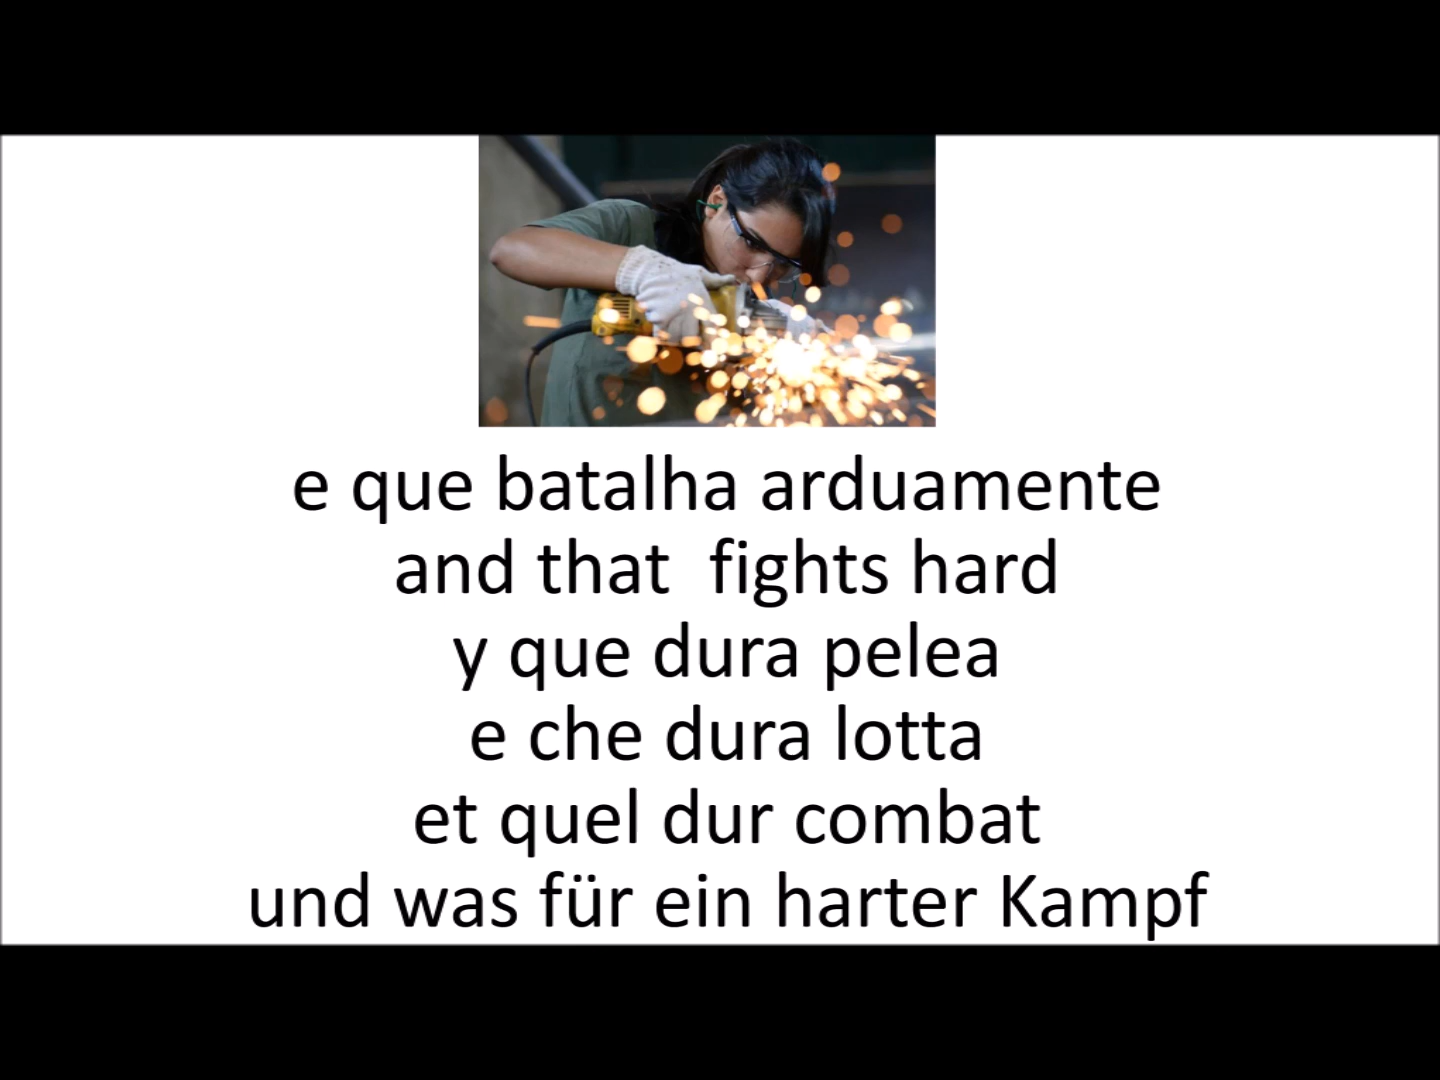 e que batalha arduamente
and that  fights hard
y que dura pelea
e che dura lotta
et quel dur combat
und was für ein harter Kampf